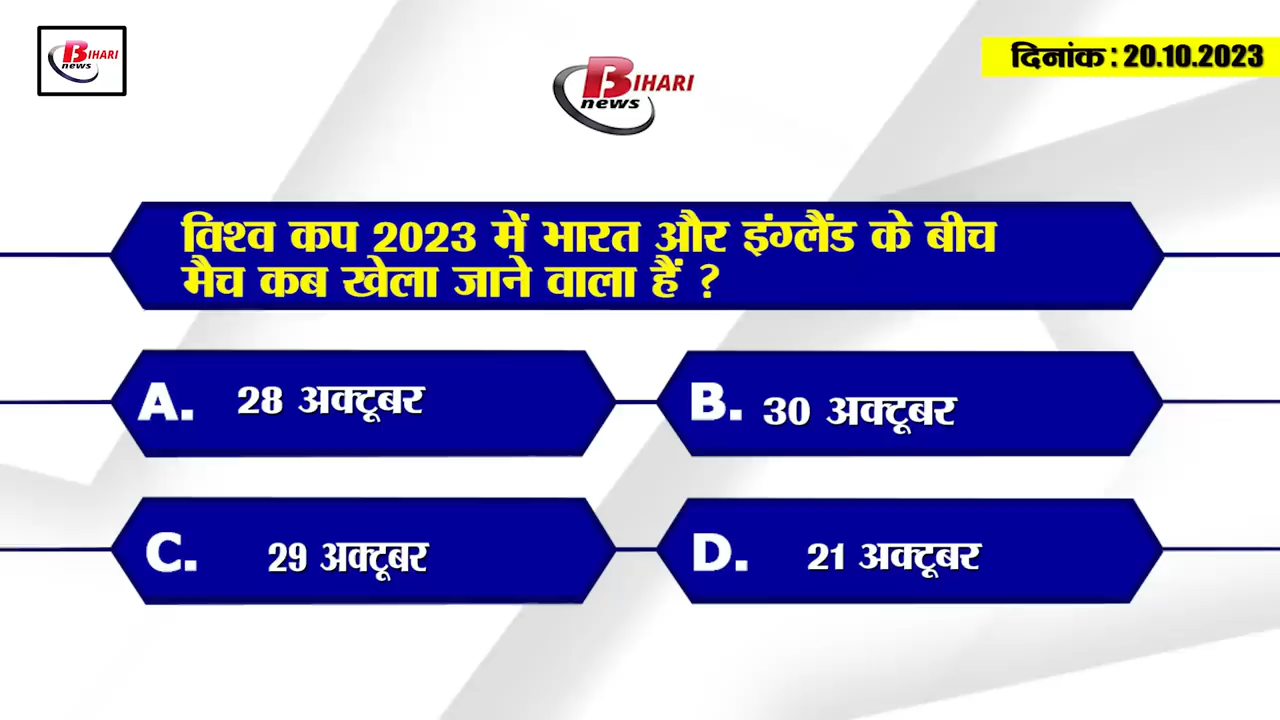 BIHARI
news
BIHARI
news
दिनांक : 20.10.2023
विश्व कप 2023 में भारत और इंग्लैंड के बीच
मैच कब खेला जाने वाला हैं ?
A. 28 अक्टूबर
B. 30 अक्टूबर
C. 29 अक्टूबर
D. 21 अक्टूबर